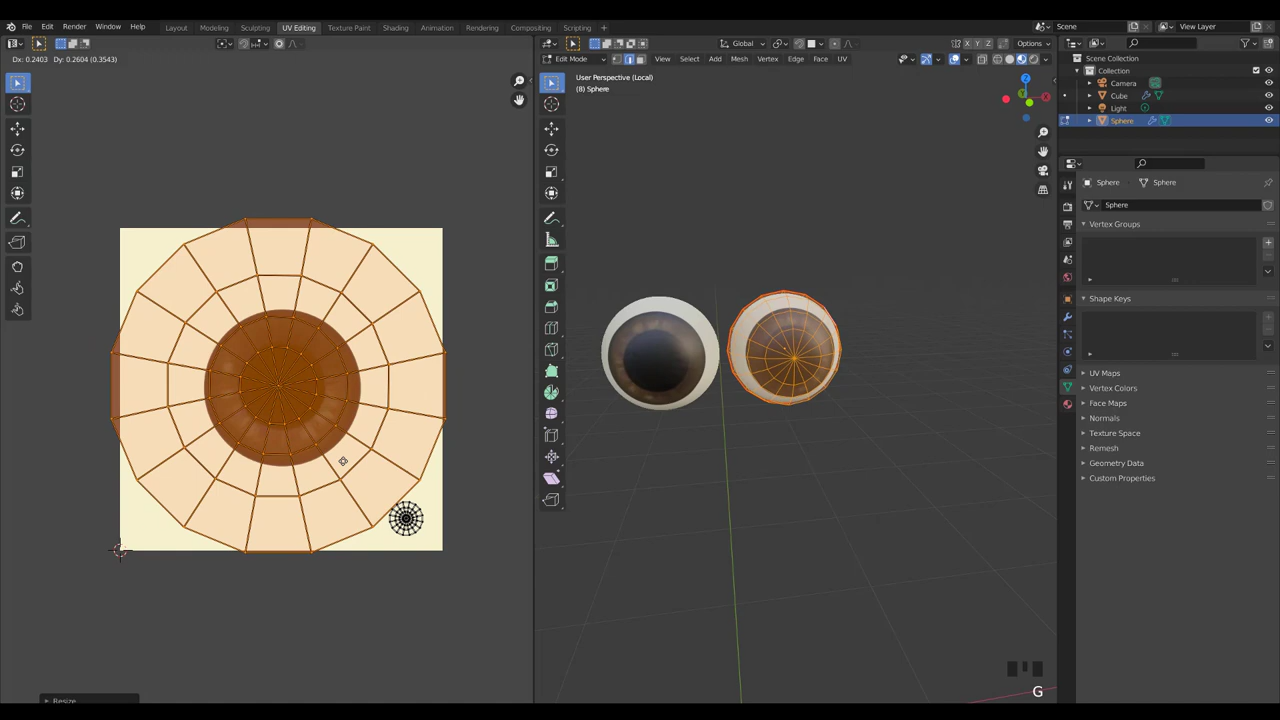 File Edit Render Window Help Layout Modeling Sculpting UV Editing Texture Paint Shading Animation Rendering Compositing Scripting + Scene View Layer
Global X Y Z Options
Dx: 0.2403 Dy: 0.2604 (0.3543) Edit Mode View Select Add Mesh Vertex Edge Face UV
Scene Collection
Collection
Camera
Cube
Light
Sphere
User Perspective (Local)
(8) Sphere
Z
X
Sphere Sphere
Sphere
Vertex Groups
Shape Keys
UV Maps
Vertex Colors
Face Maps
Normals
Texture Space
Remesh
Geometry Data
Custom Properties
G
Resize